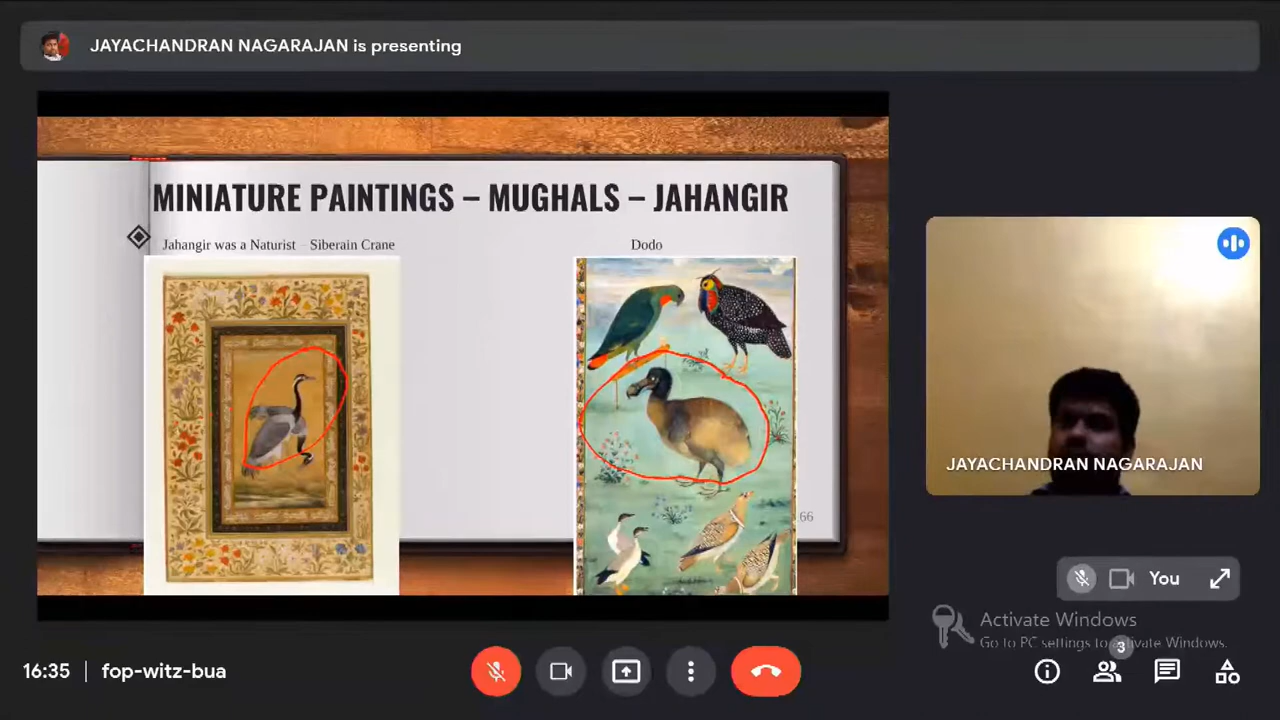 JAYACHANDRAN NAGARAJAN is presenting
MINIATURE PAINTINGS – MUGHALS – JAHANGIR
Jahangir was a Naturist – Siberain Crane
Dodo
66
JAYACHANDRAN NAGARAJAN
You
Activate Windows
Go to PC settings to activate Windows.
3
16:35 | fop-witz-bua